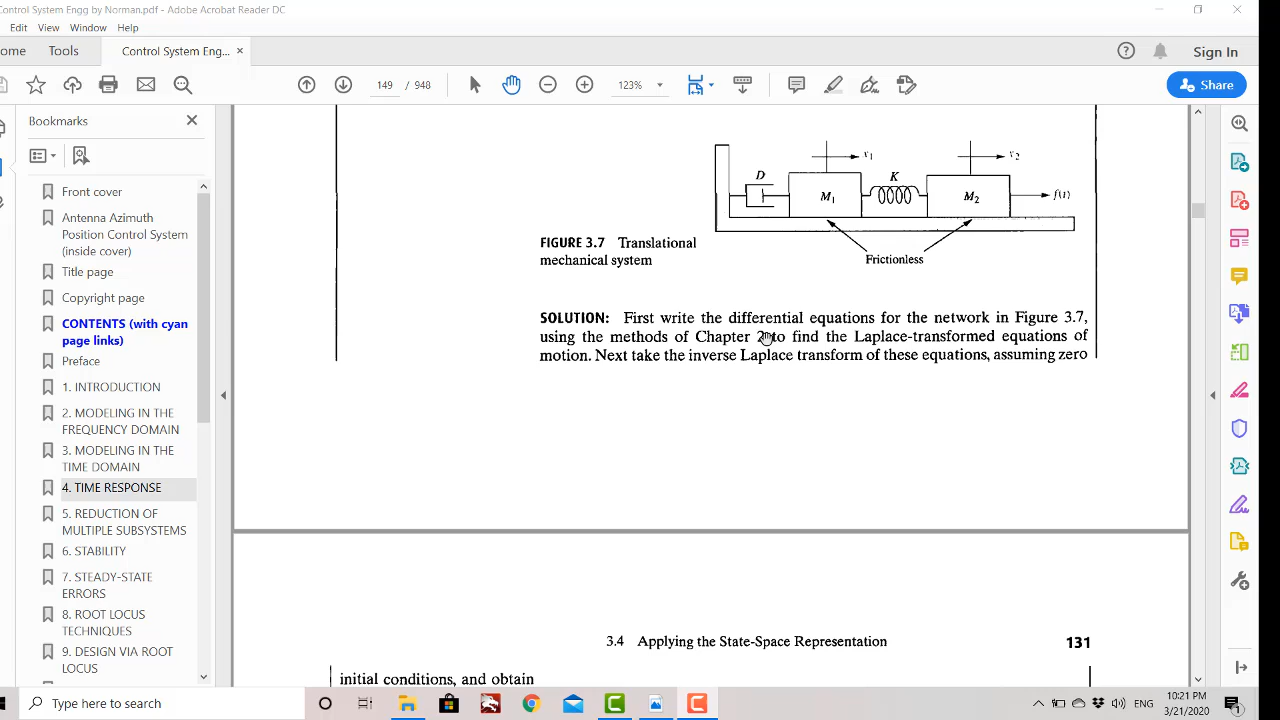 Control System Engg by Norman.pdf - Adobe Acrobat Reader DC
Edit View Window Help
ome Tools Control System Eng... × Sign In
149 / 948 123% Share
Bookmarks
Front cover
Antenna Azimuth
Position Control System
(inside cover)
Title page
Copyright page
CONTENTS (with cyan
page links)
Preface
1. INTRODUCTION
2. MODELING IN THE
FREQUENCY DOMAIN
3. MODELING IN THE
TIME DOMAIN
4. TIME RESPONSE
5. REDUCTION OF
MULTIPLE SUBSYSTEMS
6. STABILITY
7. STEADY-STATE
ERRORS
8. ROOT LOCUS
TECHNIQUES
9. DESIGN VIA ROOT
LOCUS
x1 x2
D K
M1 M2 f(t)
Frictionless
FIGURE 3.7 Translational
mechanical system
SOLUTION: First write the differential equations for the network in Figure 3.7,
using the methods of Chapter 2 to find the Laplace-transformed equations of
motion. Next take the inverse Laplace transform of these equations, assuming zero
3.4 Applying the State-Space Representation 131
initial conditions, and obtain
Type here to search
10:21 PM
3/21/2020
1